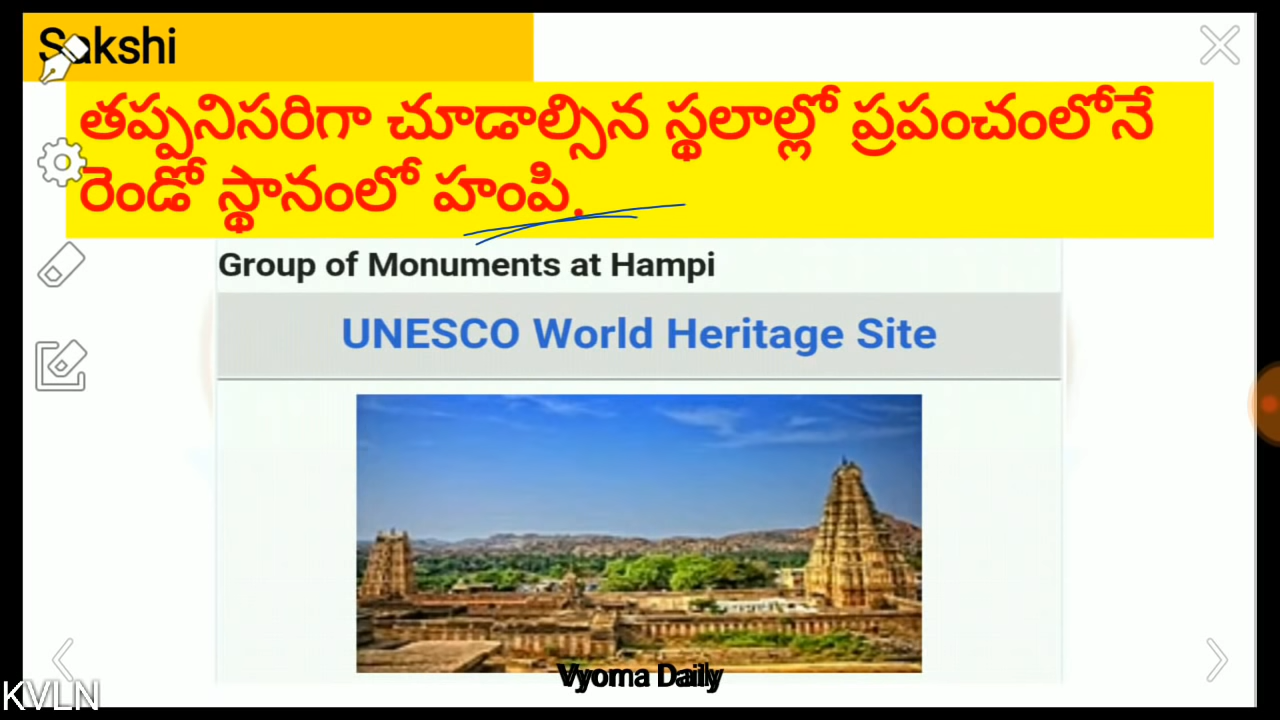 Sakshi
తప్పనిసరిగా చూడాల్సిన స్థలాల్లో ప్రపంచంలోనే
రెండో స్థానంలో హంపి.
Group of Monuments at Hampi
UNESCO World Heritage Site
Vyoma Daily
KVLN